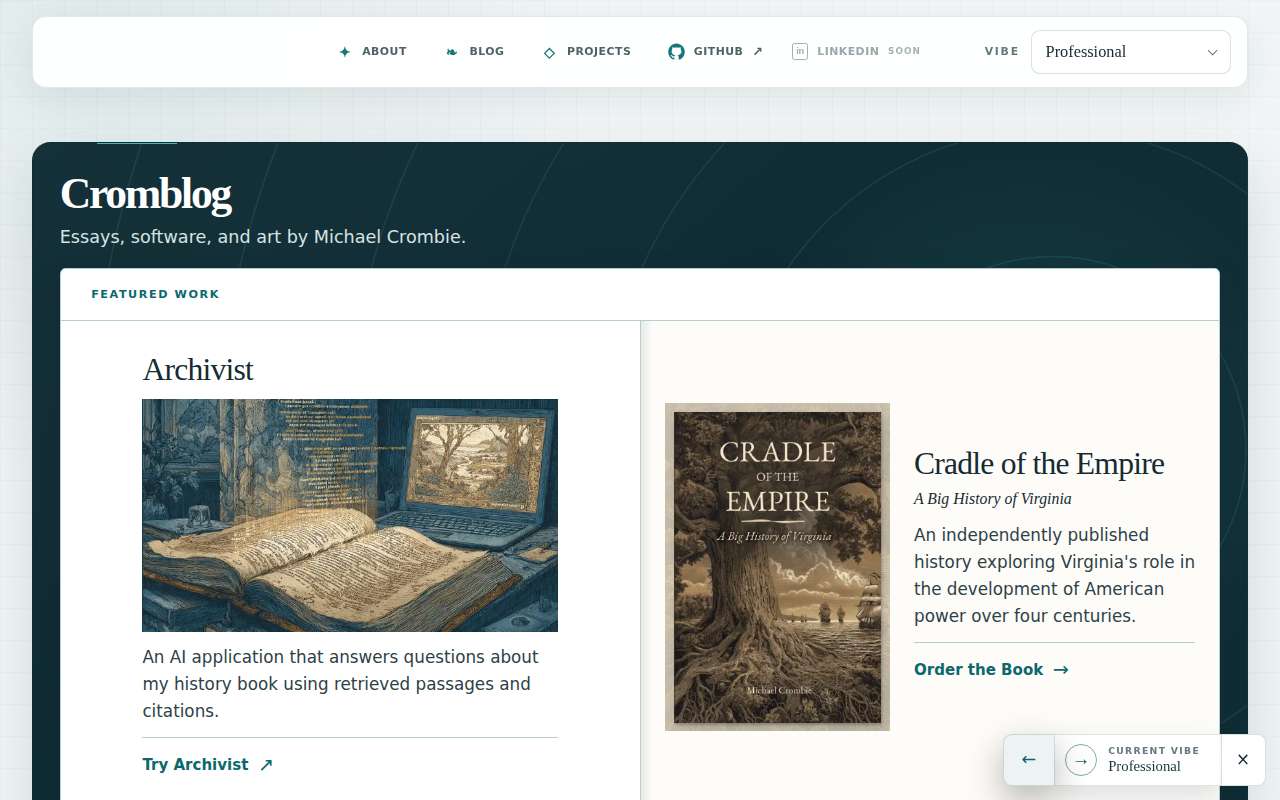 ABOUT
BLOG
PROJECTS
GITHUB ↗
in LINKEDIN SOON
VIBE
Professional
Cromblog
Essays, software, and art by Michael Crombie.
FEATURED WORK
Archivist
An AI application that answers questions about
my history book using retrieved passages and
citations.
Try Archivist ↗
CRADLE
OF THE
EMPIRE
A Big History of Virginia
Michael Crombie
Cradle of the Empire
A Big History of Virginia
An independently published
history exploring Virginia's role in
the development of American
power over four centuries.
Order the Book →
← → CURRENT VIBE
Professional
×